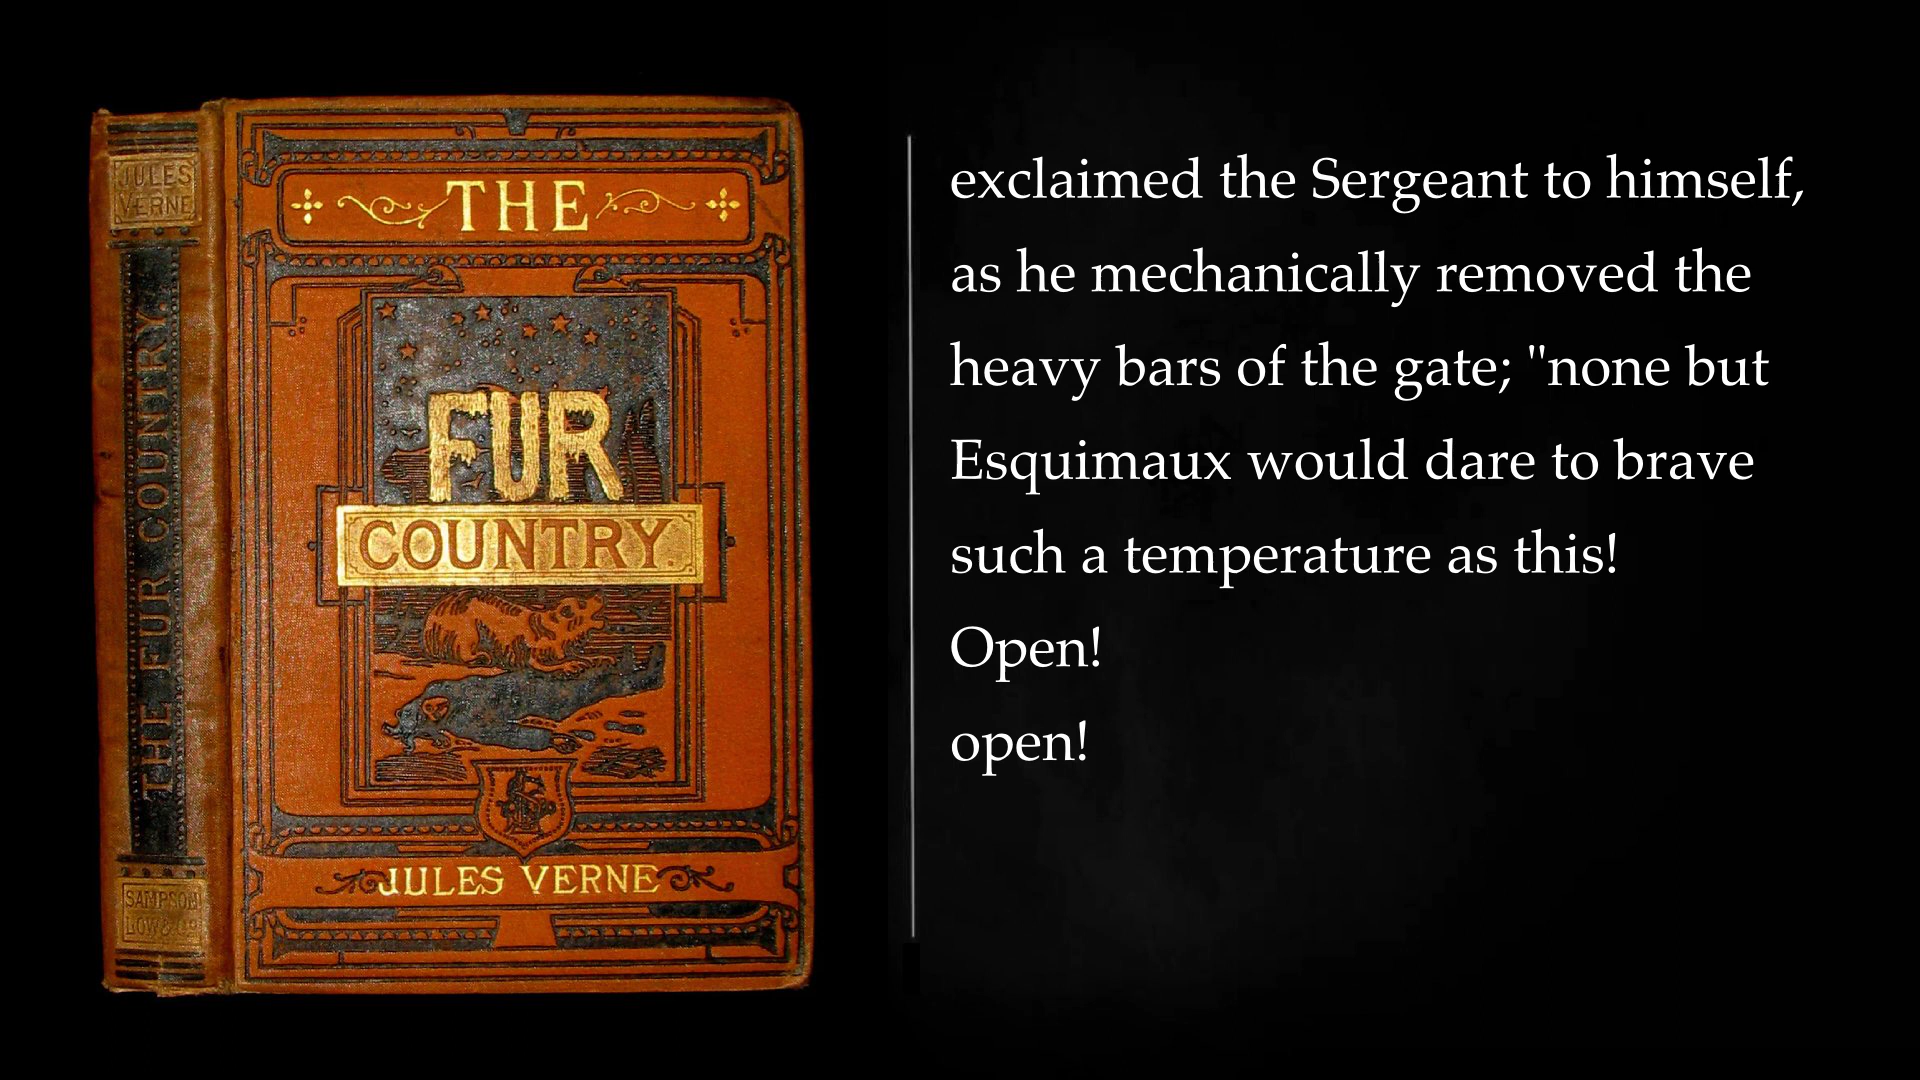 JULES
VERNE
THE FUR COUNTRY.
SAMPSON
LOW & Co
THE
FUR
COUNTRY.
JULES VERNE
exclaimed the Sergeant to himself,
as he mechanically removed the
heavy bars of the gate; "none but
Esquimaux would dare to brave
such a temperature as this!
Open!
open!